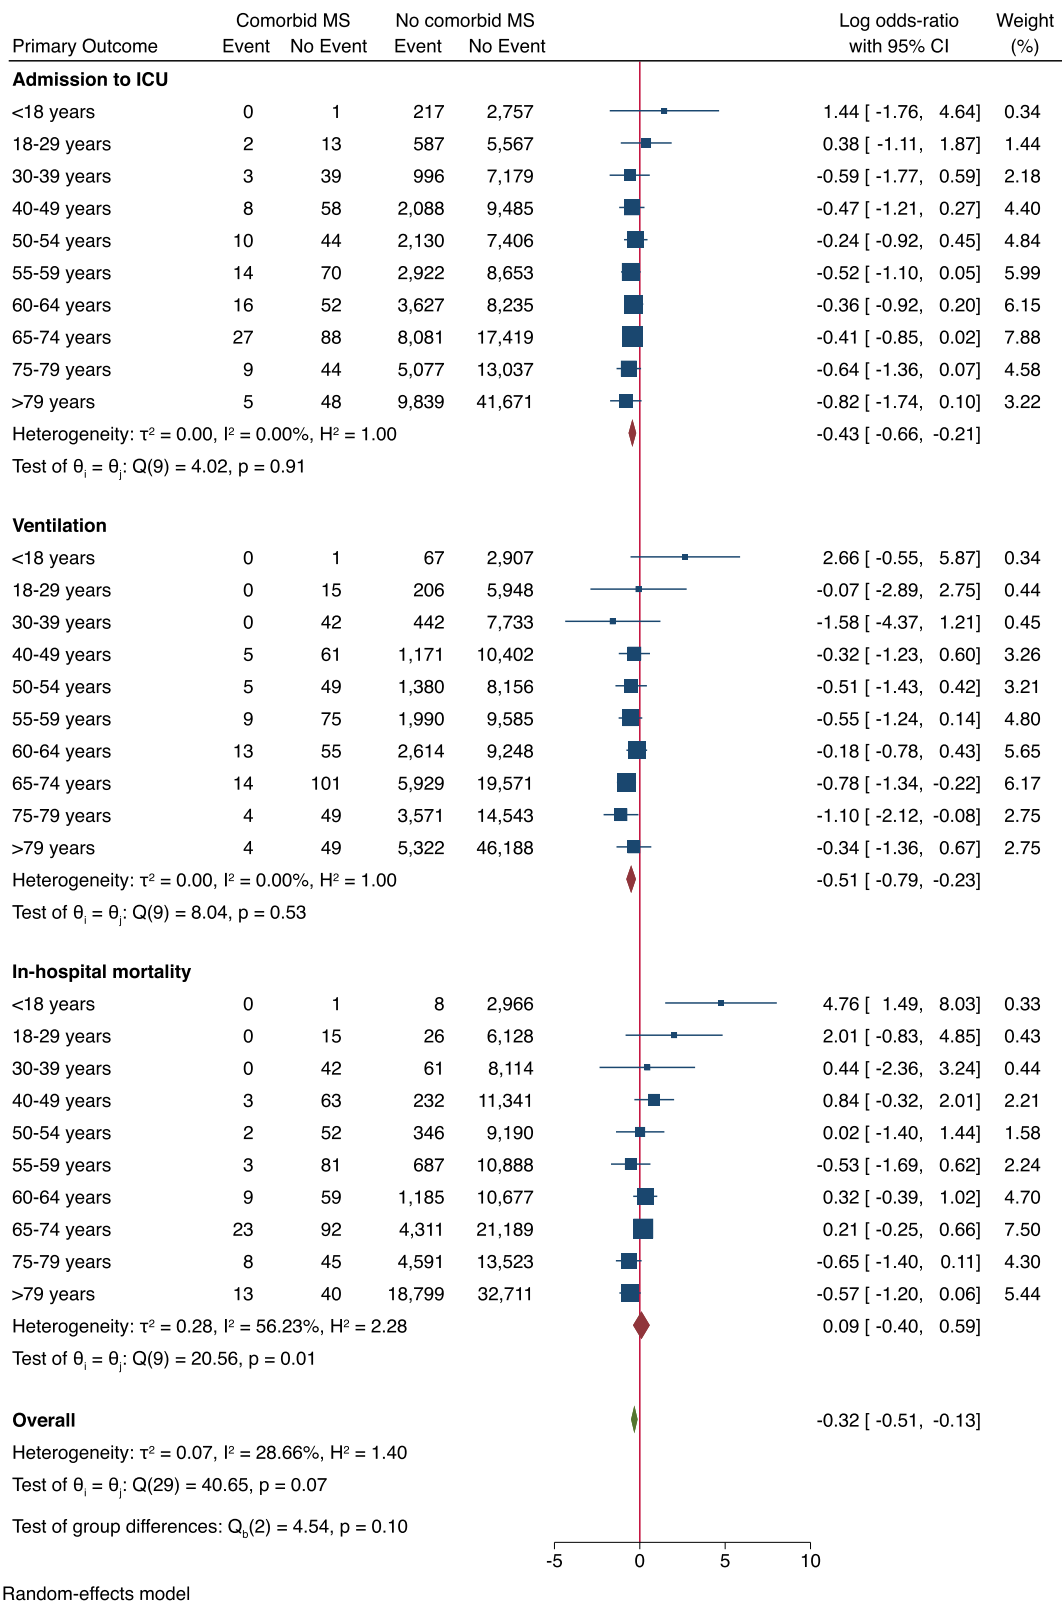 Comorbid MS No comorbid MS Log odds-ratio Weight
Primary Outcome Event No Event Event No Event with 95% CI (%)
Admission to ICU
<18 years 0 1 217 2,757 1.44 [ -1.76, 4.64] 0.34
18-29 years 2 13 587 5,567 0.38 [ -1.11, 1.87] 1.44
30-39 years 3 39 996 7,179 -0.59 [ -1.77, 0.59] 2.18
40-49 years 8 58 2,088 9,485 -0.47 [ -1.21, 0.27] 4.40
50-54 years 10 44 2,130 7,406 -0.24 [ -0.92, 0.45] 4.84
55-59 years 14 70 2,922 8,653 -0.52 [ -1.10, 0.05] 5.99
60-64 years 16 52 3,627 8,235 -0.36 [ -0.92, 0.20] 6.15
65-74 years 27 88 8,081 17,419 -0.41 [ -0.85, 0.02] 7.88
75-79 years 9 44 5,077 13,037 -0.64 [ -1.36, 0.07] 4.58
>79 years 5 48 9,839 41,671 -0.82 [ -1.74, 0.10] 3.22
Heterogeneity: τ² = 0.00, I² = 0.00%, H² = 1.00 -0.43 [ -0.66, -0.21]
Test of θᵢ = θⱼ: Q(9) = 4.02, p = 0.91
Ventilation
<18 years 0 1 67 2,907 2.66 [ -0.55, 5.87] 0.34
18-29 years 0 15 206 5,948 -0.07 [ -2.89, 2.75] 0.44
30-39 years 0 42 442 7,733 -1.58 [ -4.37, 1.21] 0.45
40-49 years 5 61 1,171 10,402 -0.32 [ -1.23, 0.60] 3.26
50-54 years 5 49 1,380 8,156 -0.51 [ -1.43, 0.42] 3.21
55-59 years 9 75 1,990 9,585 -0.55 [ -1.24, 0.14] 4.80
60-64 years 13 55 2,614 9,248 -0.18 [ -0.78, 0.43] 5.65
65-74 years 14 101 5,929 19,571 -0.78 [ -1.34, -0.22] 6.17
75-79 years 4 49 3,571 14,543 -1.10 [ -2.12, -0.08] 2.75
>79 years 4 49 5,322 46,188 -0.34 [ -1.36, 0.67] 2.75
Heterogeneity: τ² = 0.00, I² = 0.00%, H² = 1.00 -0.51 [ -0.79, -0.23]
Test of θᵢ = θⱼ: Q(9) = 8.04, p = 0.53
In-hospital mortality
<18 years 0 1 8 2,966 4.76 [ 1.49, 8.03] 0.33
18-29 years 0 15 26 6,128 2.01 [ -0.83, 4.85] 0.43
30-39 years 0 42 61 8,114 0.44 [ -2.36, 3.24] 0.44
40-49 years 3 63 232 11,341 0.84 [ -0.32, 2.01] 2.21
50-54 years 2 52 346 9,190 0.02 [ -1.40, 1.44] 1.58
55-59 years 3 81 687 10,888 -0.53 [ -1.69, 0.62] 2.24
60-64 years 9 59 1,185 10,677 0.32 [ -0.39, 1.02] 4.70
65-74 years 23 92 4,311 21,189 0.21 [ -0.25, 0.66] 7.50
75-79 years 8 45 4,591 13,523 -0.65 [ -1.40, 0.11] 4.30
>79 years 13 40 18,799 32,711 -0.57 [ -1.20, 0.06] 5.44
Heterogeneity: τ² = 0.28, I² = 56.23%, H² = 2.28 0.09 [ -0.40, 0.59]
Test of θᵢ = θⱼ: Q(9) = 20.56, p = 0.01
Overall -0.32 [ -0.51, -0.13]
Heterogeneity: τ² = 0.07, I² = 28.66%, H² = 1.40
Test of θᵢ = θⱼ: Q(29) = 40.65, p = 0.07
Test of group differences: Q_b(2) = 4.54, p = 0.10
-5 0 5 10
Random-effects model